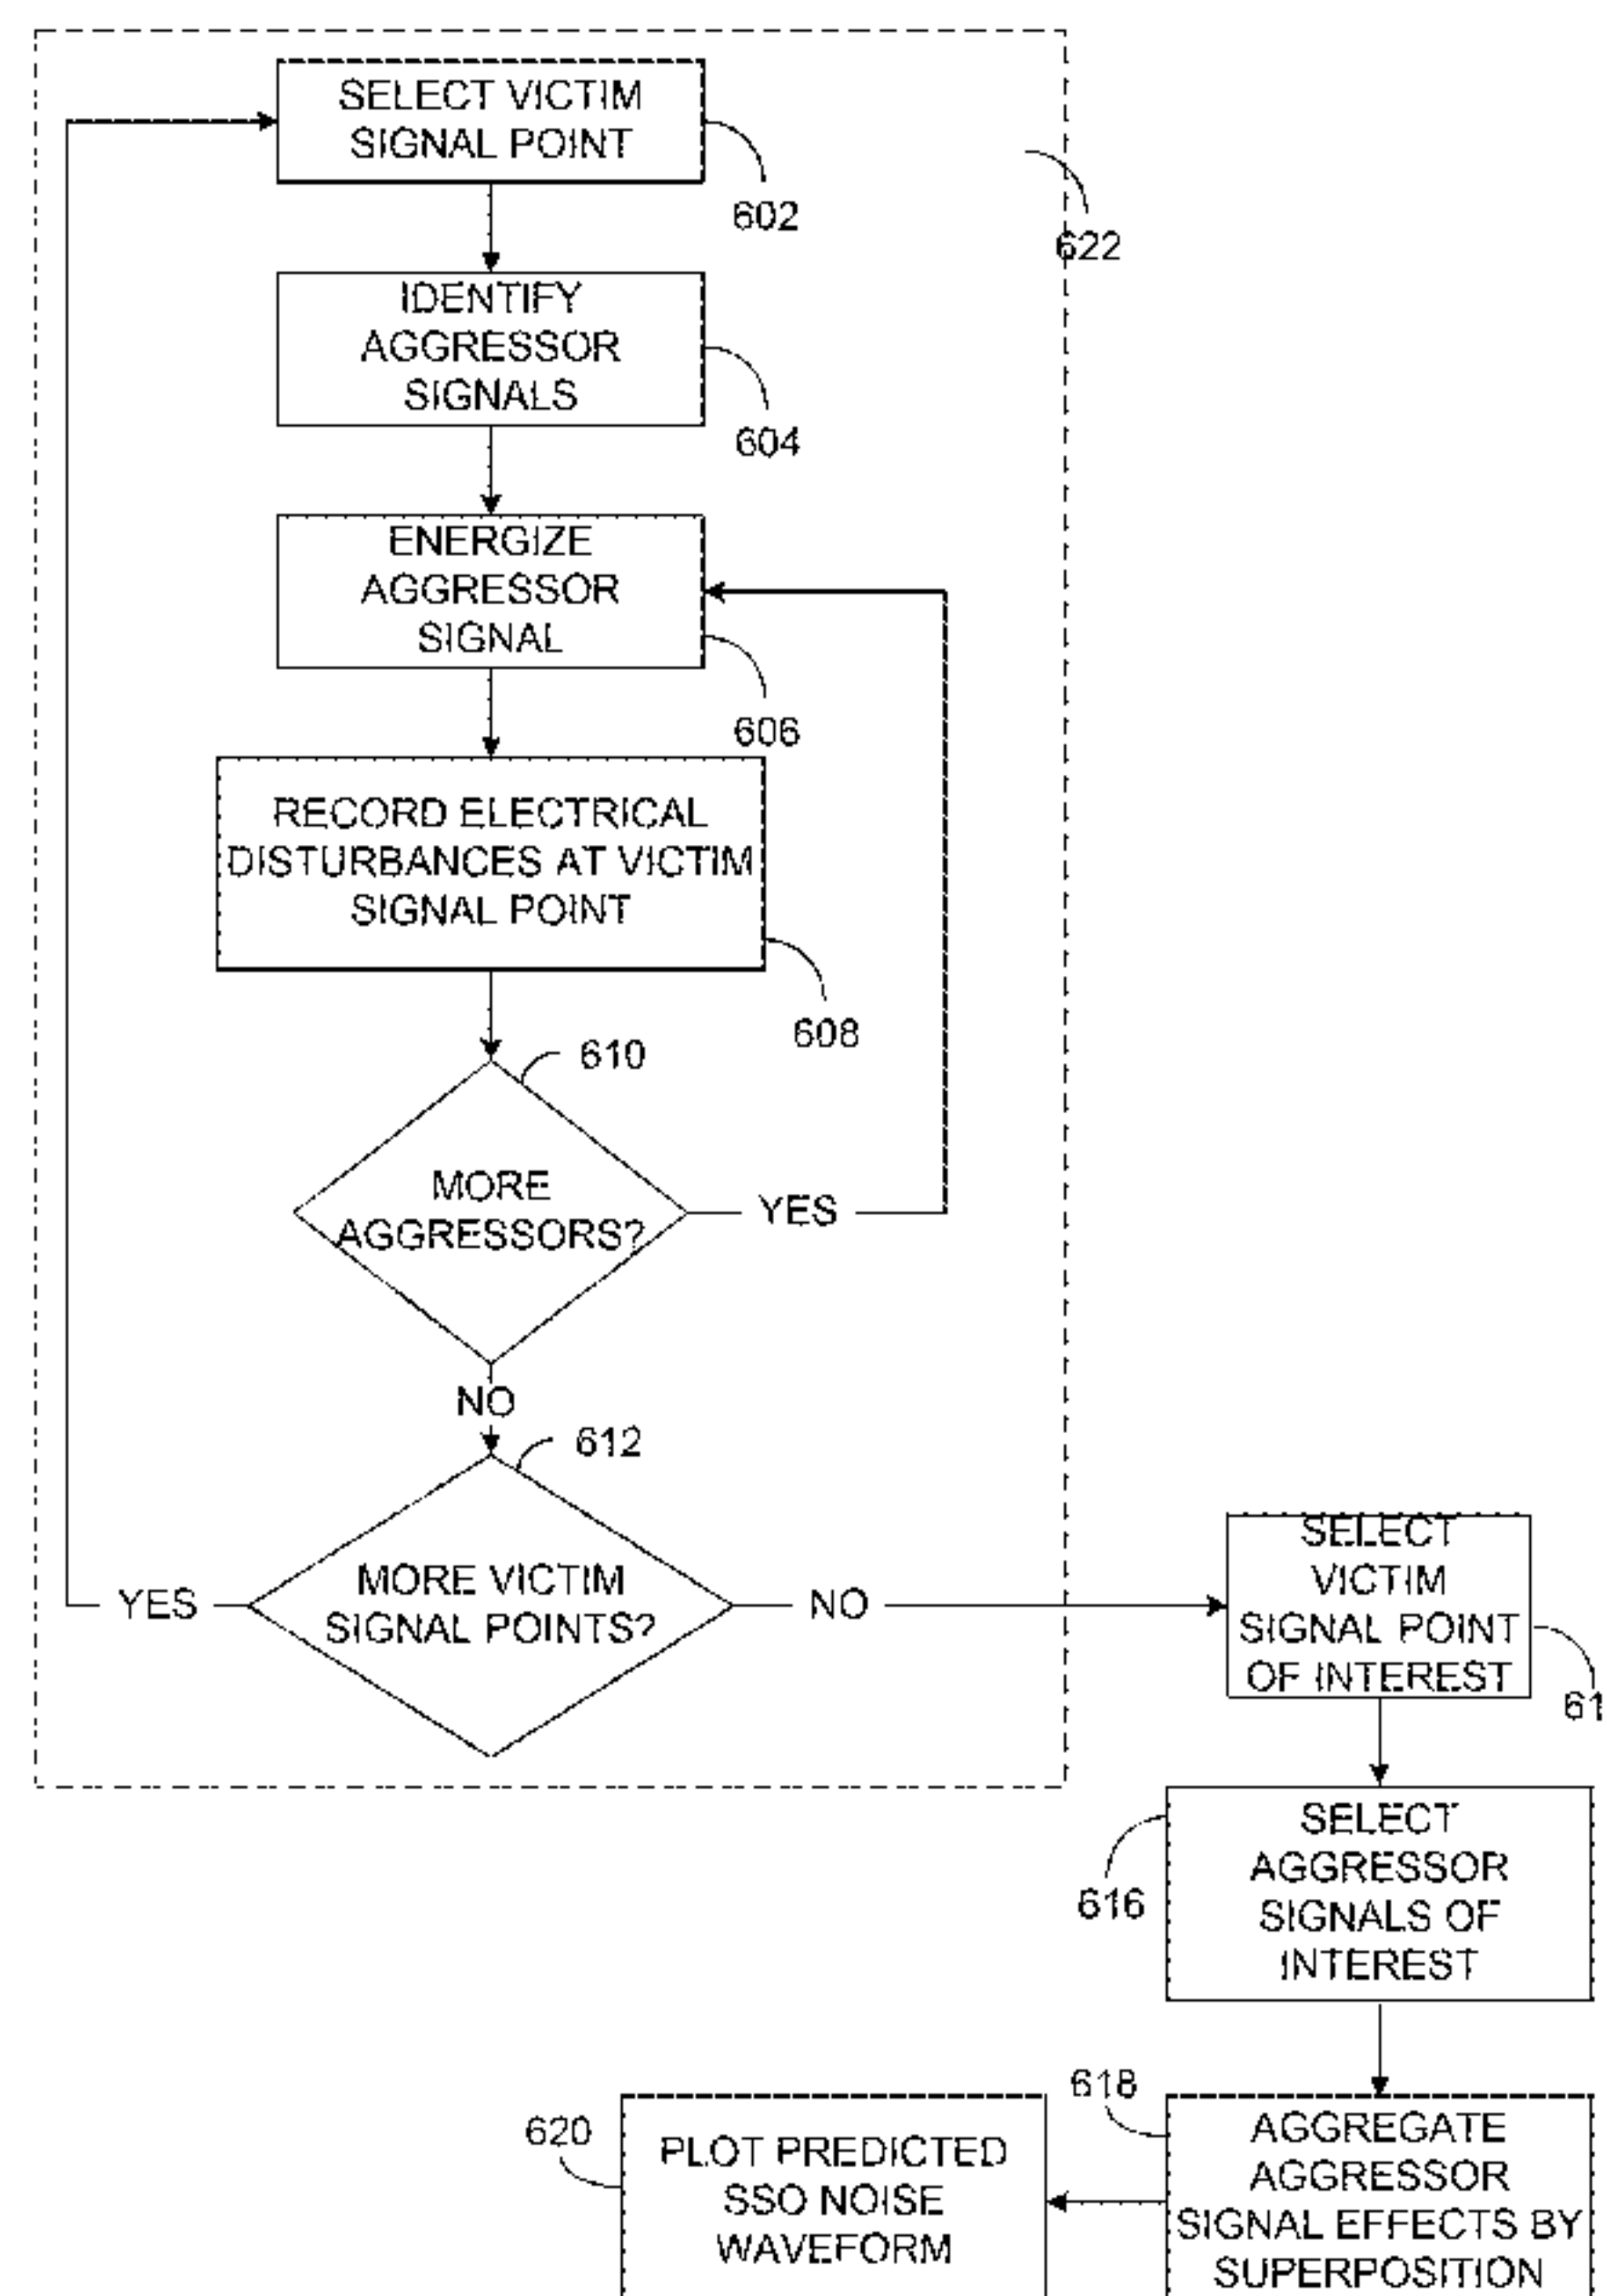 SELECT VICTIM
SIGNAL POINT
602
622
IDENTIFY
AGGRESSOR
SIGNALS
604
ENERGIZE
AGGRESSOR
SIGNAL
606
RECORD ELECTRICAL
DISTURBANCES AT VICTIM
SIGNAL POINT
608
610
MORE
AGGRESSORS?
YES
NO
612
MORE VICTIM
SIGNAL POINTS?
YES
NO
SELECT
VICTIM
SIGNAL POINT
OF INTEREST
61
SELECT
AGGRESSOR
SIGNALS OF
INTEREST
616
618
AGGREGATE
AGGRESSOR
SIGNAL EFFECTS BY
SUPERPOSITION
620
PLOT PREDICTED
SSO NOISE
WAVEFORM